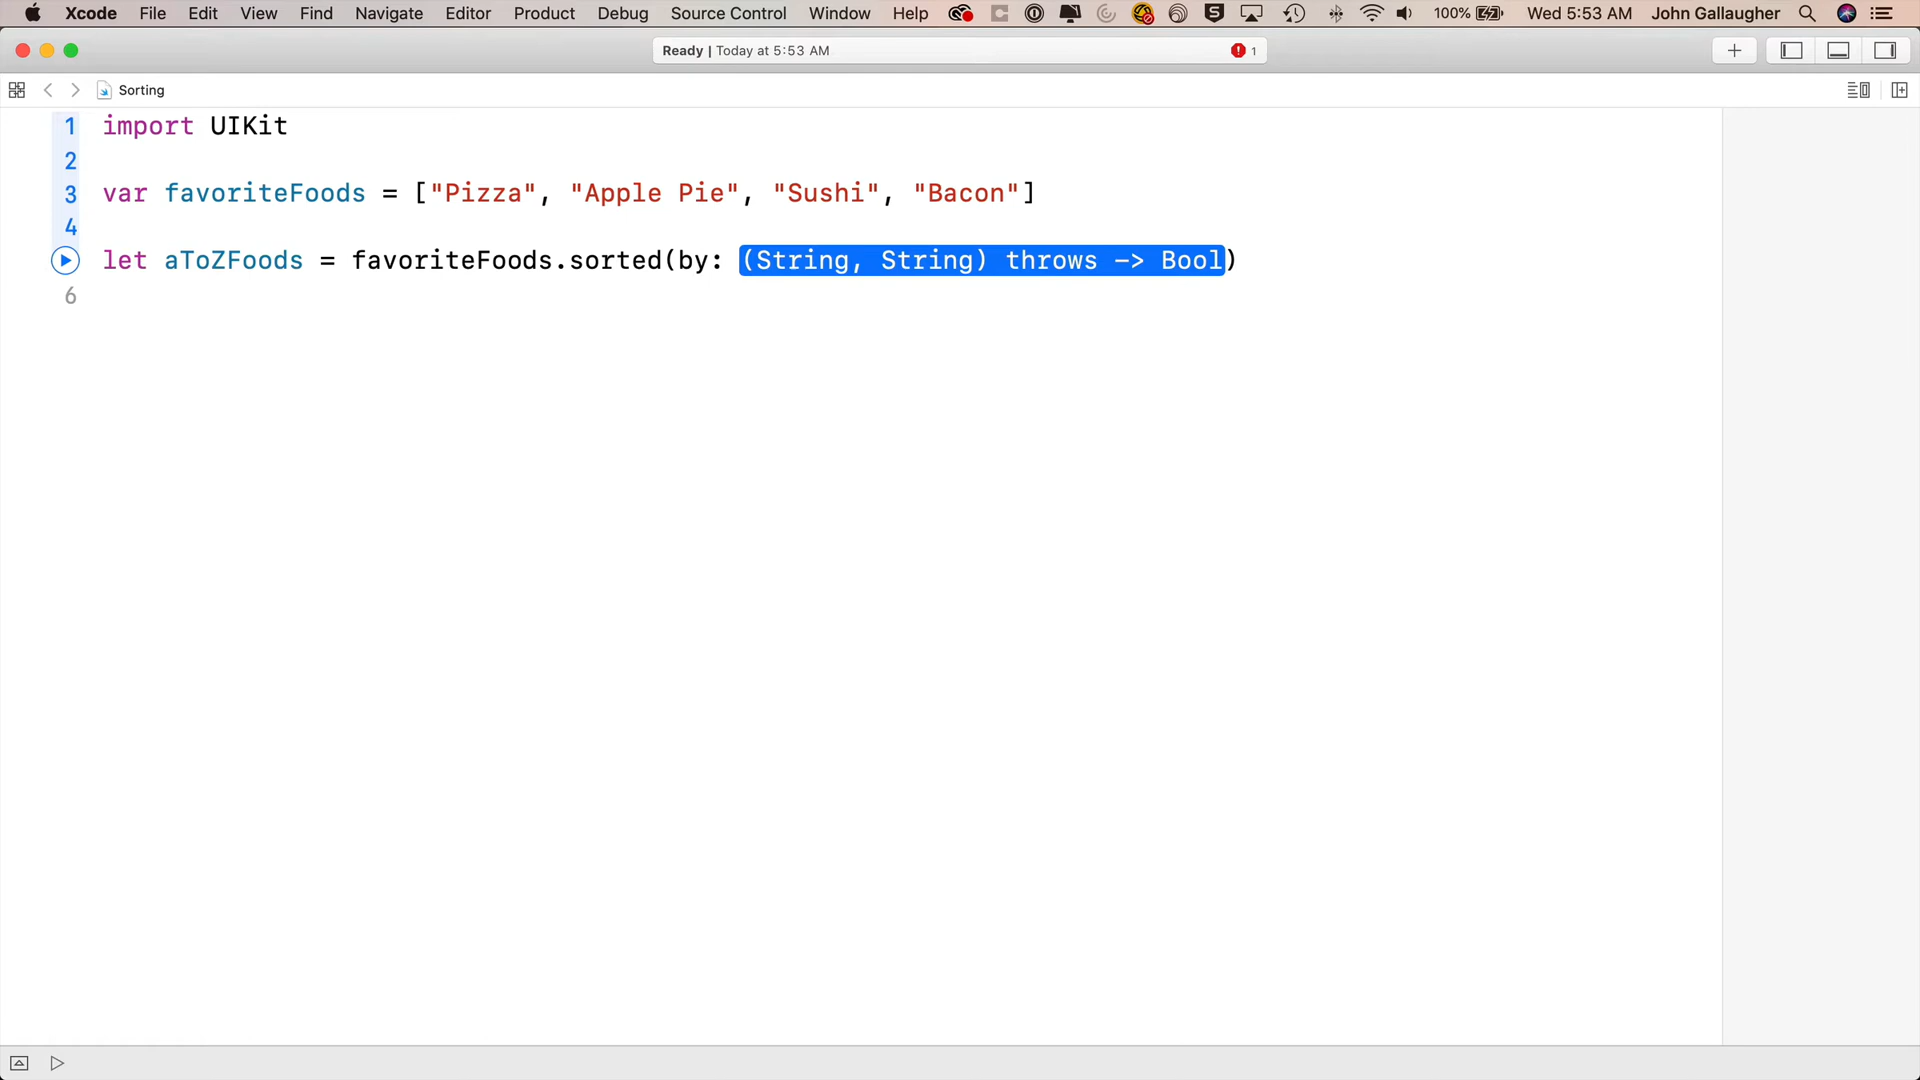 Xcode File Edit View Find Navigate Editor Product Debug Source Control Window Help 100% Wed 5:53 AM John Gallaugher
Ready | Today at 5:53 AM 1
Sorting
1 import UIKit
2
3 var favoriteFoods = ["Pizza", "Apple Pie", "Sushi", "Bacon"]
4
let aToZFoods = favoriteFoods.sorted(by: (String, String) throws -> Bool)
6